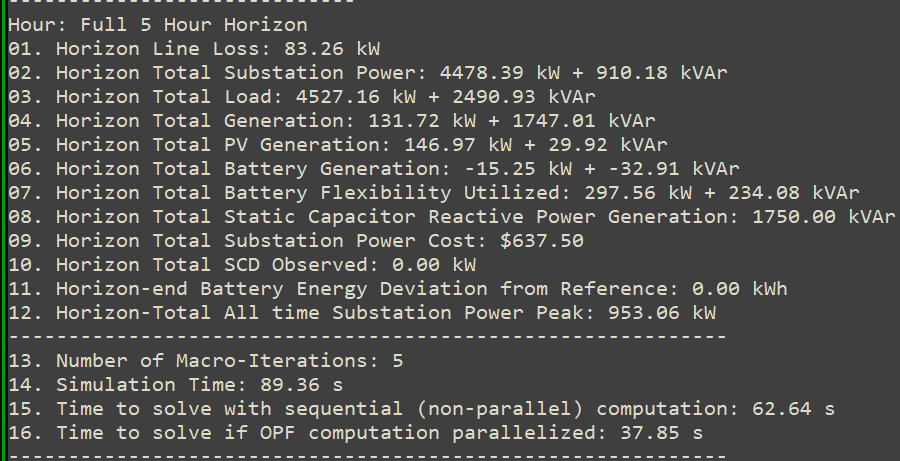 ------------------------------
Hour: Full 5 Hour Horizon
01. Horizon Line Loss: 83.26 kW
02. Horizon Total Substation Power: 4478.39 kW + 910.18 kVAr
03. Horizon Total Load: 4527.16 kW + 2490.93 kVAr
04. Horizon Total Generation: 131.72 kW + 1747.01 kVAr
05. Horizon Total PV Generation: 146.97 kW + 29.92 kVAr
06. Horizon Total Battery Generation: -15.25 kW + -32.91 kVAr
07. Horizon Total Battery Flexibility Utilized: 297.56 kW + 234.08 kVAr
08. Horizon Total Static Capacitor Reactive Power Generation: 1750.00 kVAr
09. Horizon Total Substation Power Cost: $637.50
10. Horizon Total SCD Observed: 0.00 kW
11. Horizon-end Battery Energy Deviation from Reference: 0.00 kWh
12. Horizon-Total All time Substation Power Peak: 953.06 kW
------------------------------------------------------------
13. Number of Macro-Iterations: 5
14. Simulation Time: 89.36 s
15. Time to solve with sequential (non-parallel) computation: 62.64 s
16. Time to solve if OPF computation parallelized: 37.85 s
------------------------------------------------------------